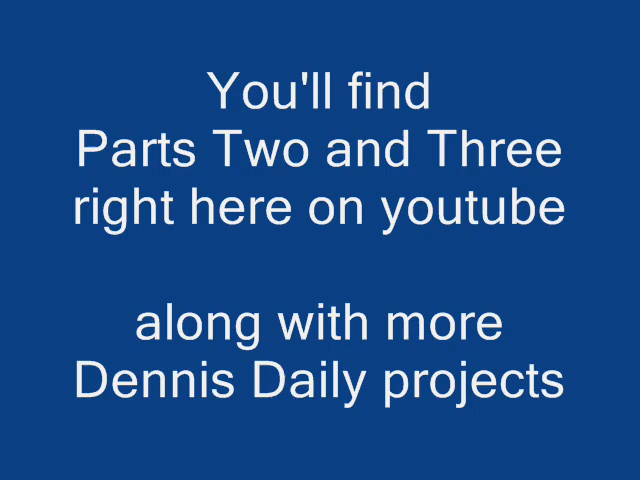 You'll find
Parts Two and Three
right here on youtube
along with more
Dennis Daily projects